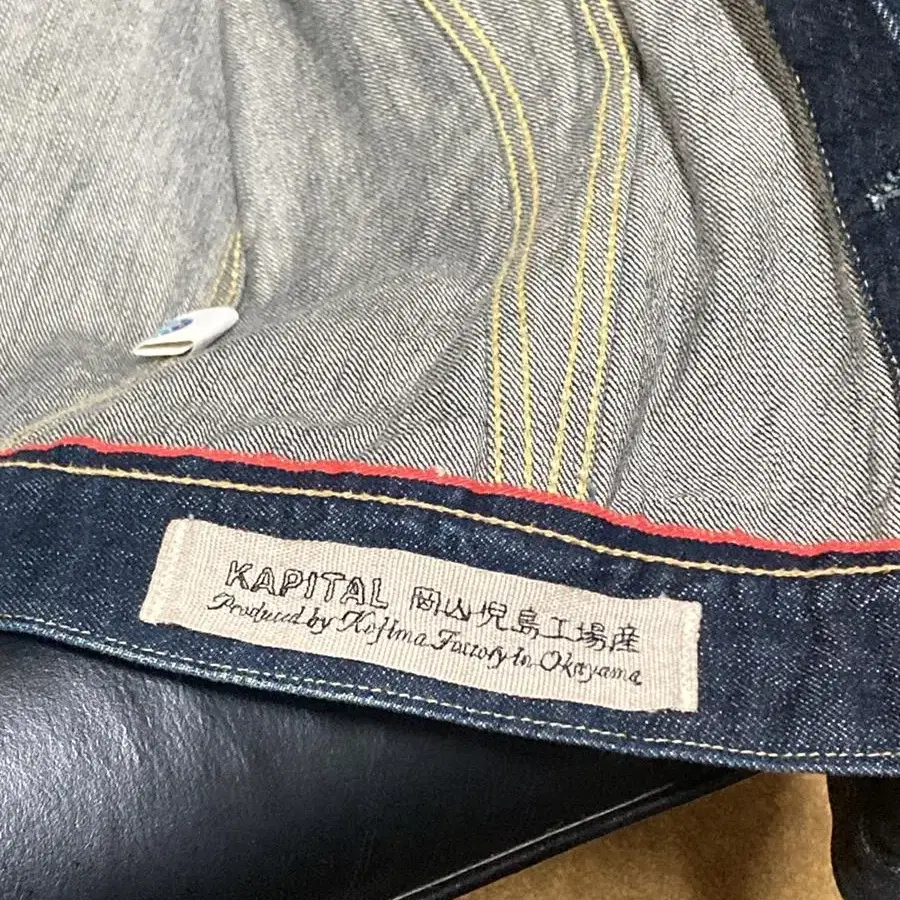 KAPITAL 岡山児島工場産
Produced by Kojima Factory in Okayama